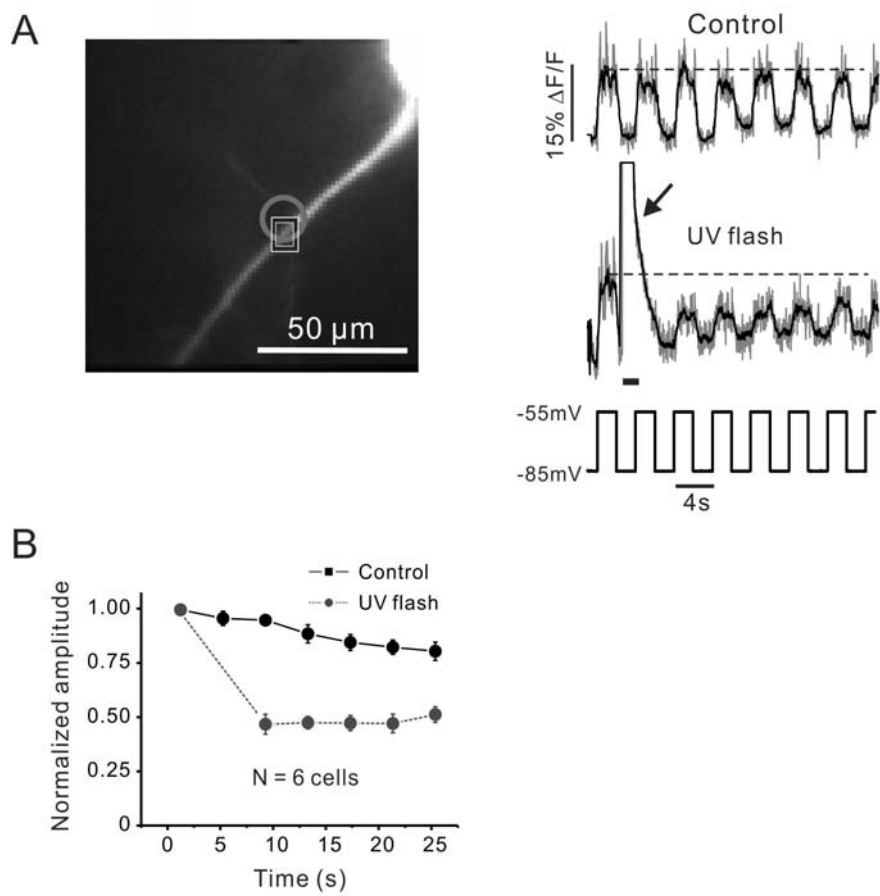 A
50 μm
Control
15% ΔF/F
UV flash
-55mV
-85mV
4s
B
Control
UV flash
Normalized amplitude
1.00
0.75
0.50
0.25
0
N = 6 cells
0 5 10 15 20 25
Time (s)